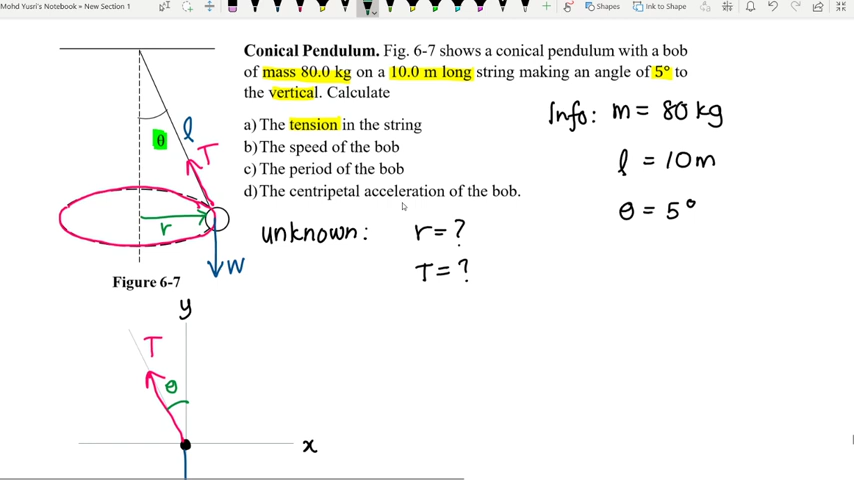 Mohd Yusri's Notebook » New Section 1
Shapes
Ink to Shape
Conical Pendulum. Fig. 6-7 shows a conical pendulum with a bob
of mass 80.0 kg on a 10.0 m long string making an angle of 5° to
the vertical. Calculate
a) The tension in the string
b) The speed of the bob
c) The period of the bob
d) The centripetal acceleration of the bob.
Info: m = 80 kg
l = 10 m
θ = 5°
unknown: r = ?
T = ?
θ
l
T
r
W
Figure 6-7
y
T
θ
x